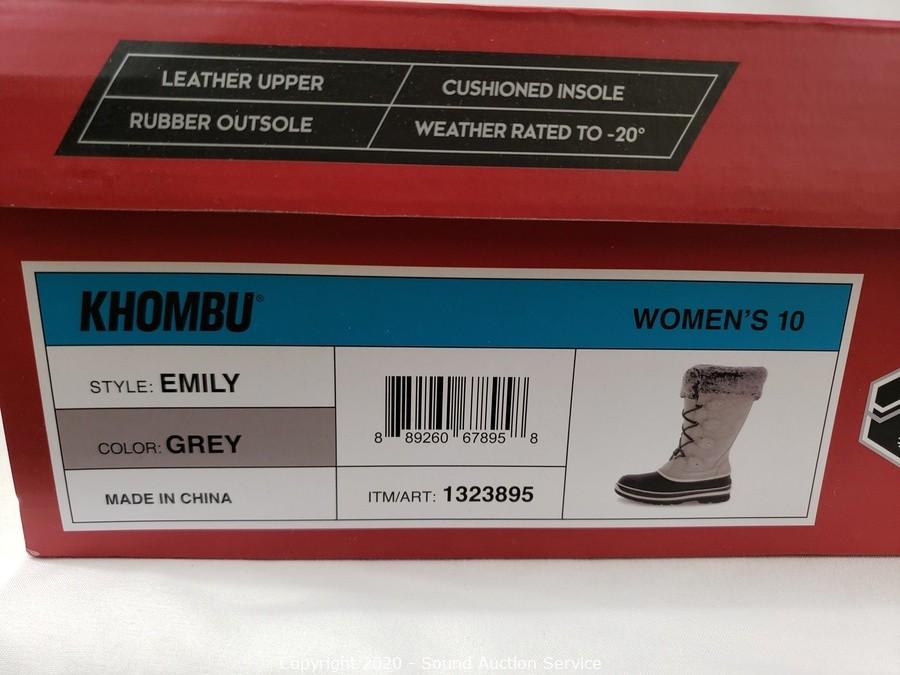 LEATHER UPPER
CUSHIONED INSOLE
RUBBER OUTSOLE
WEATHER RATED TO -20°
KHOMBU®
WOMEN'S 10
STYLE: EMILY
COLOR: GREY
MADE IN CHINA
8 89260 67895 8
ITM/ART: 1323895
Copyright 2020 - Sound Auction Service